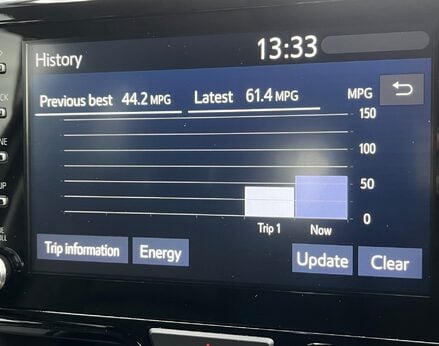 History 13:33
Previous best 44.2 MPG Latest 61.4 MPG MPG
150
100
50
0
Trip 1 Now
Trip information Energy Update Clear